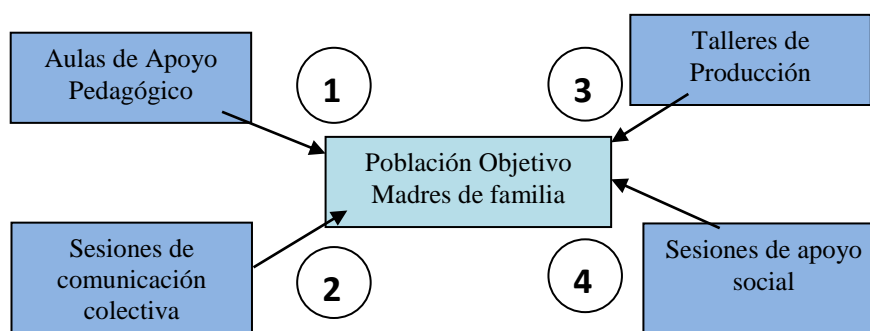 Aulas de Apoyo
Pedagógico
1
3
Talleres de
Producción
Población Objetivo
Madres de familia
Sesiones de
comunicación
colectiva
2
4
Sesiones de apoyo
social